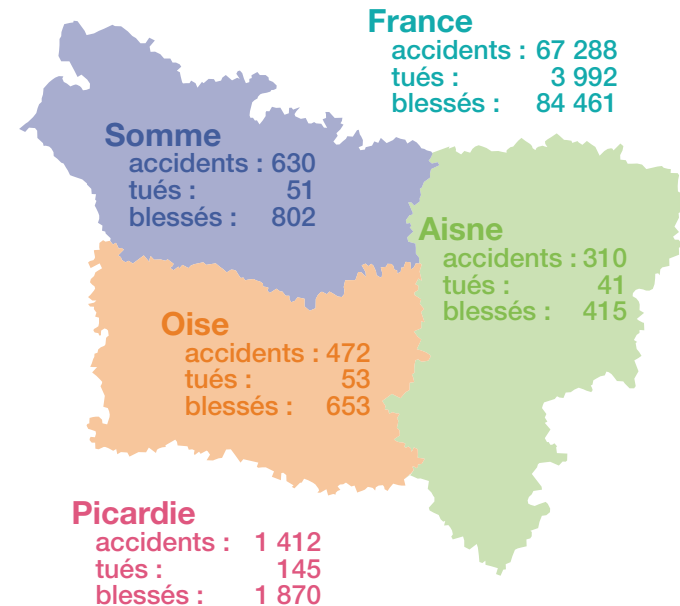 France
accidents : 67 288
tués : 3 992
blessés : 84 461
Somme
accidents : 630
tués : 51
blessés : 802
Aisne
accidents : 310
tués : 41
blessés : 415
Oise
accidents : 472
tués : 53
blessés : 653
Picardie
accidents : 1 412
tués : 145
blessés : 1 870